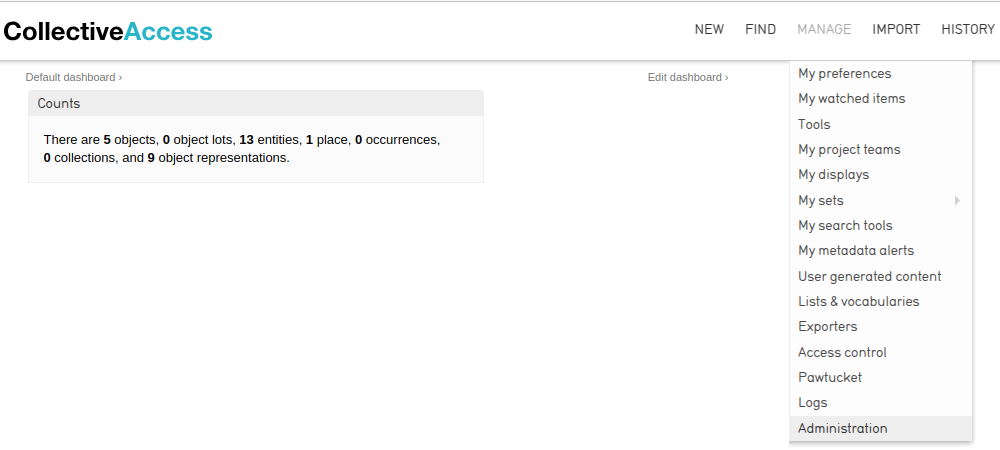 CollectiveAccess
NEW FIND MANAGE IMPORT HISTORY
Default dashboard ›
Edit dashboard ›
Counts
There are 5 objects, 0 object lots, 13 entities, 1 place, 0 occurrences,
0 collections, and 9 object representations.
My preferences
My watched items
Tools
My project teams
My displays
My sets
My search tools
My metadata alerts
User generated content
Lists & vocabularies
Exporters
Access control
Pawtucket
Logs
Administration